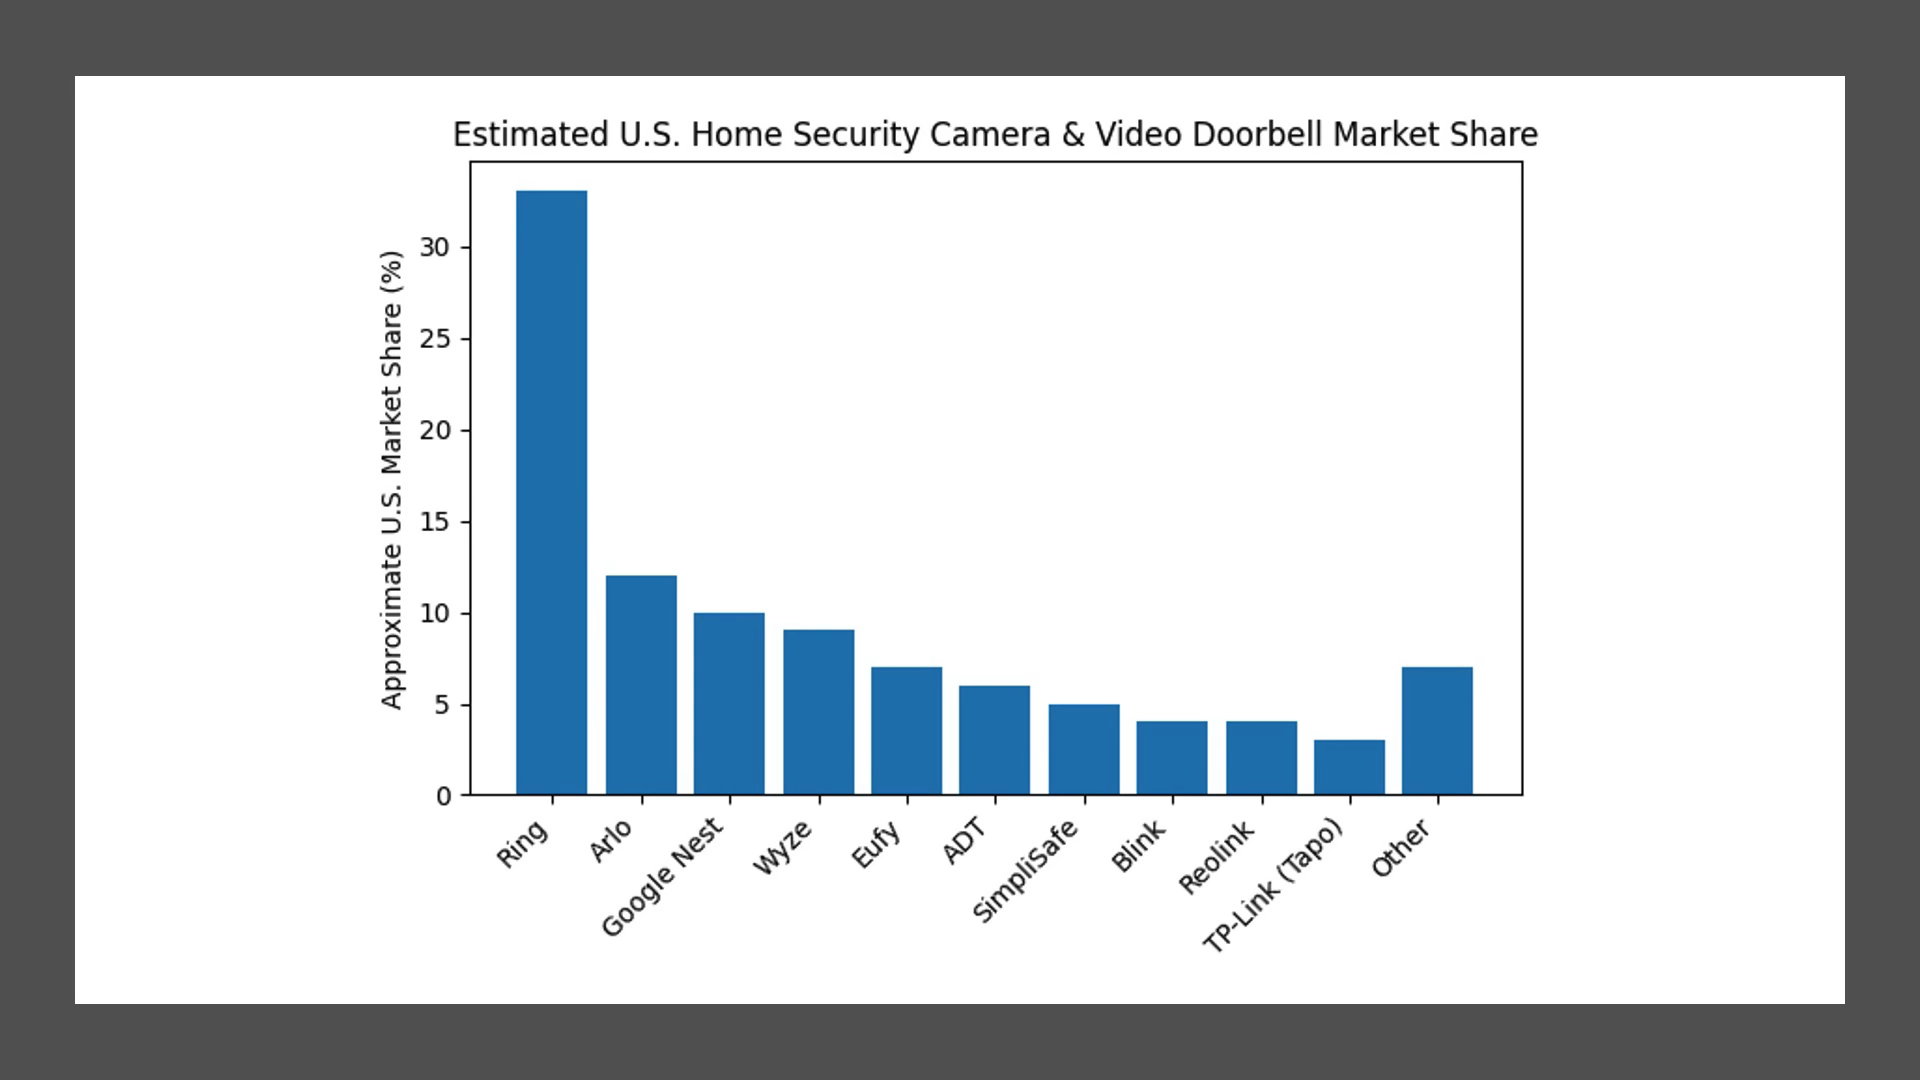 Estimated U.S. Home Security Camera & Video Doorbell Market Share
Approximate U.S. Market Share (%)
30
25
20
15
10
5
0
Ring
Arlo
Google Nest
Wyze
Eufy
ADT
SimpliSafe
Blink
Reolink
TP-Link (Tapo)
Other